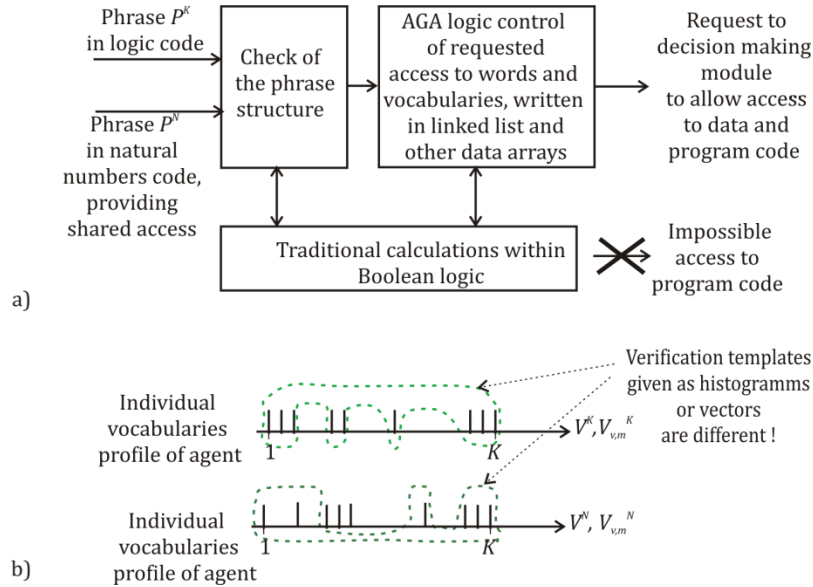 Phrase P^K
in logic code
Phrase P^N
in natural
numbers code,
providing
shared access
Check of
the phrase
structure
AGA logic control
of requested
access to words and
vocabularies, written
in linked list and
other data arrays
Request to
decision making
module
to allow access
to data and
program code
Traditional calculations within
Boolean logic
Impossible
access to
program code
a)
Verification templates
given as histogramms
or vectors
are different !
Individual
vocabularies
profile of agent
1
K
V^K, V_{v,m}^K
Individual
vocabularies
profile of agent
1
K
V^N, V_{v,m}^N
b)